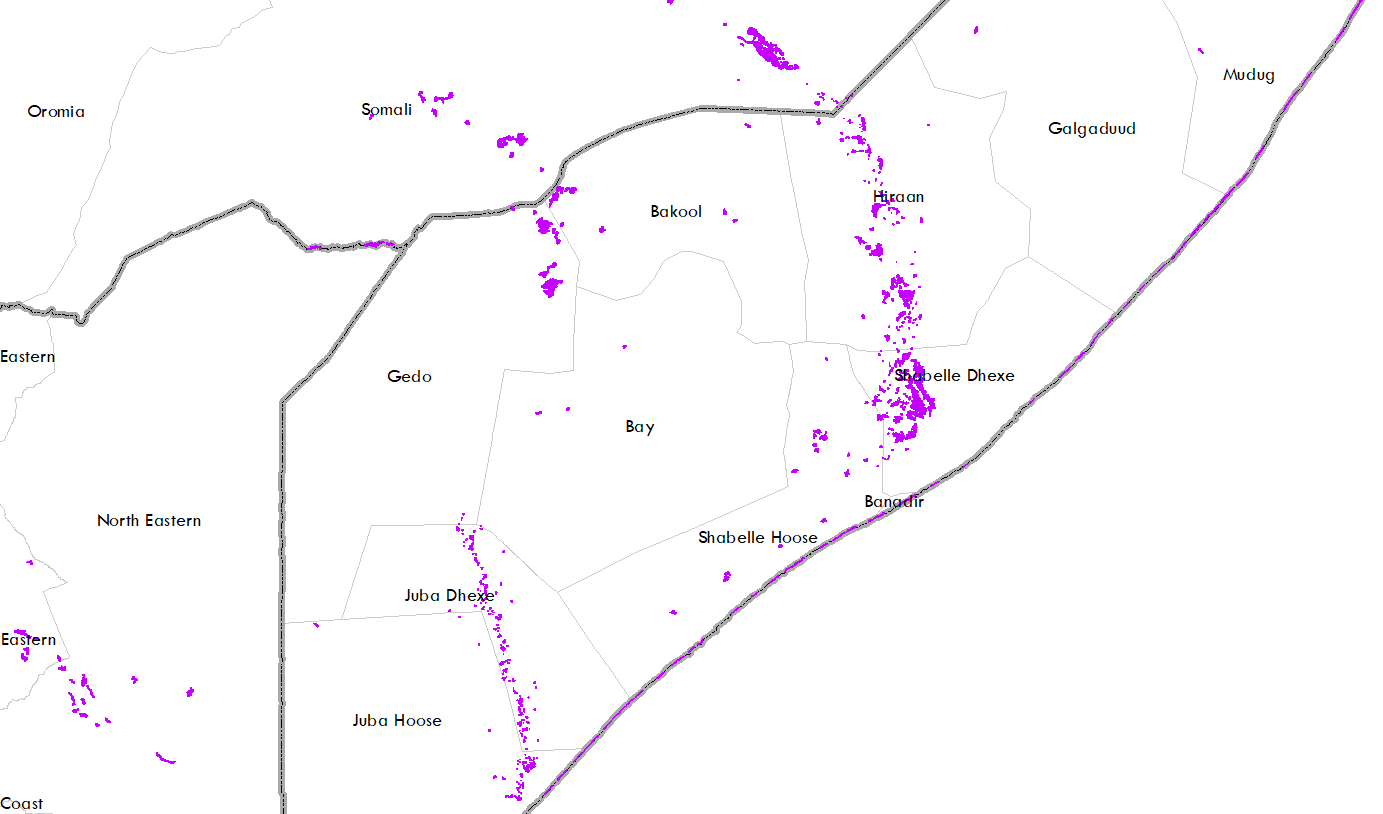 Mudug
Oromia
Somali
Galgaduud
Hiraan
Bakool
Eastern
Gedo
Shabelle Dhexe
Bay
Banadir
North Eastern
Shabelle Hoose
Juba Dhexe
Eastern
Juba Hoose
Coast